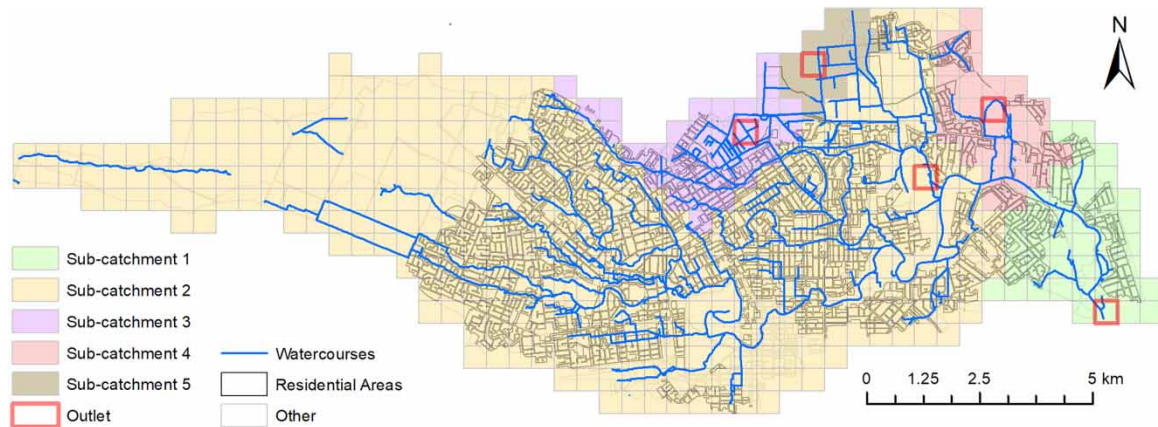 N
Sub-catchment 1
Sub-catchment 2
Sub-catchment 3
Sub-catchment 4
Sub-catchment 5
Outlet
Watercourses
Residential Areas
Other
0 1.25 2.5 5 km